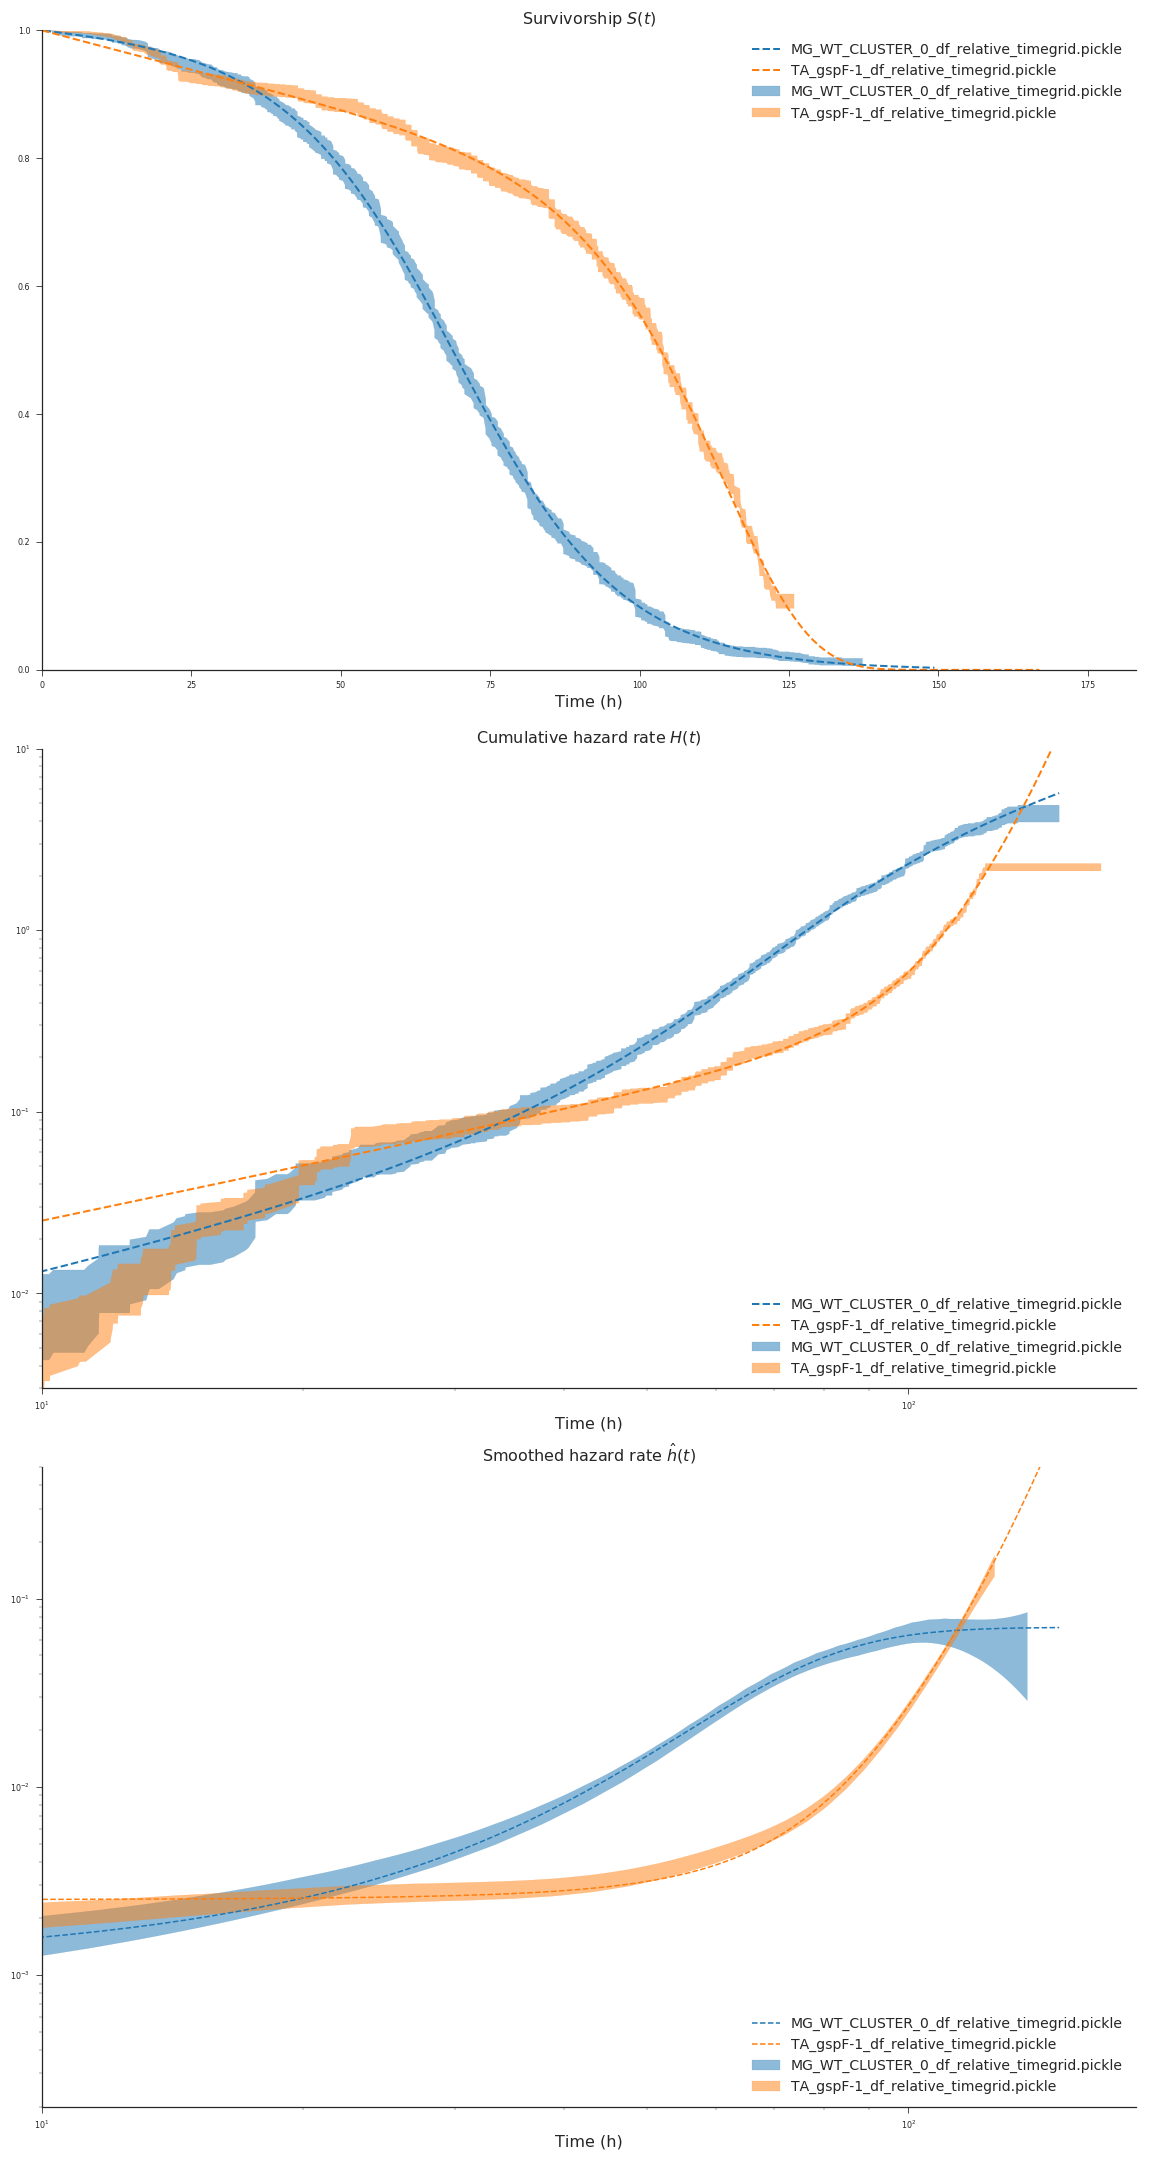 Survivorship S(t)
1.0
0.8
0.6
0.4
0.2
0.0
MG_WT_CLUSTER_0_df_relative_timegrid.pickle
TA_gspF-1_df_relative_timegrid.pickle
MG_WT_CLUSTER_0_df_relative_timegrid.pickle
TA_gspF-1_df_relative_timegrid.pickle
0 25 50 75 100 125 150 175
Time (h)
Cumulative hazard rate H(t)
10¹
10⁰
10⁻¹
10⁻²
MG_WT_CLUSTER_0_df_relative_timegrid.pickle
TA_gspF-1_df_relative_timegrid.pickle
MG_WT_CLUSTER_0_df_relative_timegrid.pickle
TA_gspF-1_df_relative_timegrid.pickle
10¹ 10²
Time (h)
Smoothed hazard rate ĥ(t)
10⁻¹
10⁻²
10⁻³
MG_WT_CLUSTER_0_df_relative_timegrid.pickle
TA_gspF-1_df_relative_timegrid.pickle
MG_WT_CLUSTER_0_df_relative_timegrid.pickle
TA_gspF-1_df_relative_timegrid.pickle
10¹ 10²
Time (h)